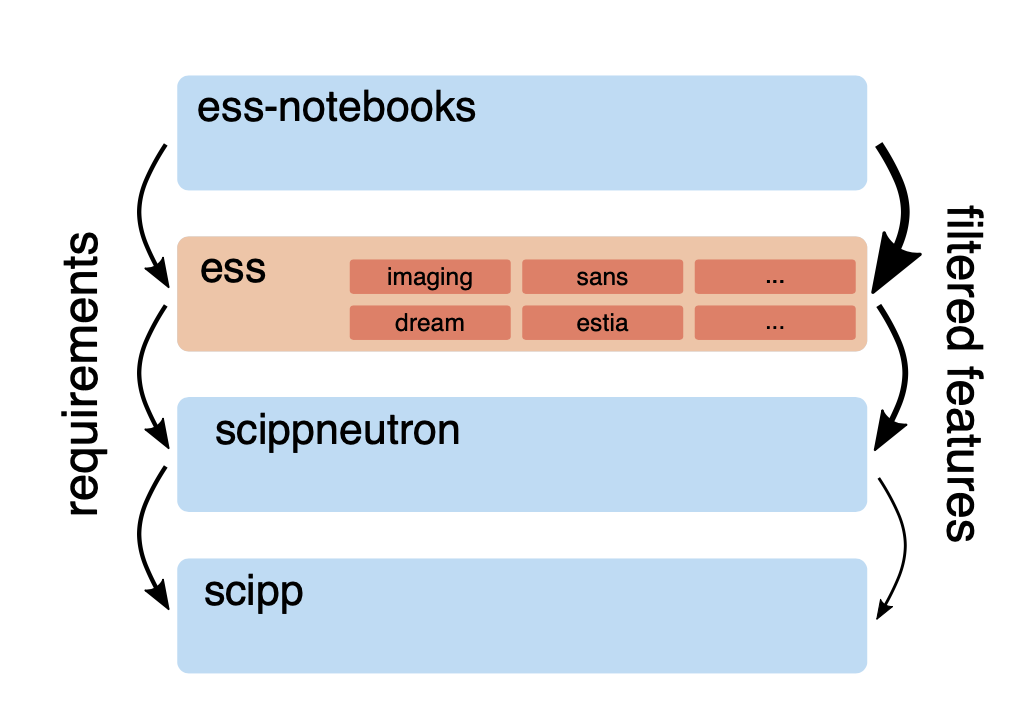 ess-notebooks
ess
imaging
sans
...
dream
estia
...
scippneutron
scipp
requirements
filtered features